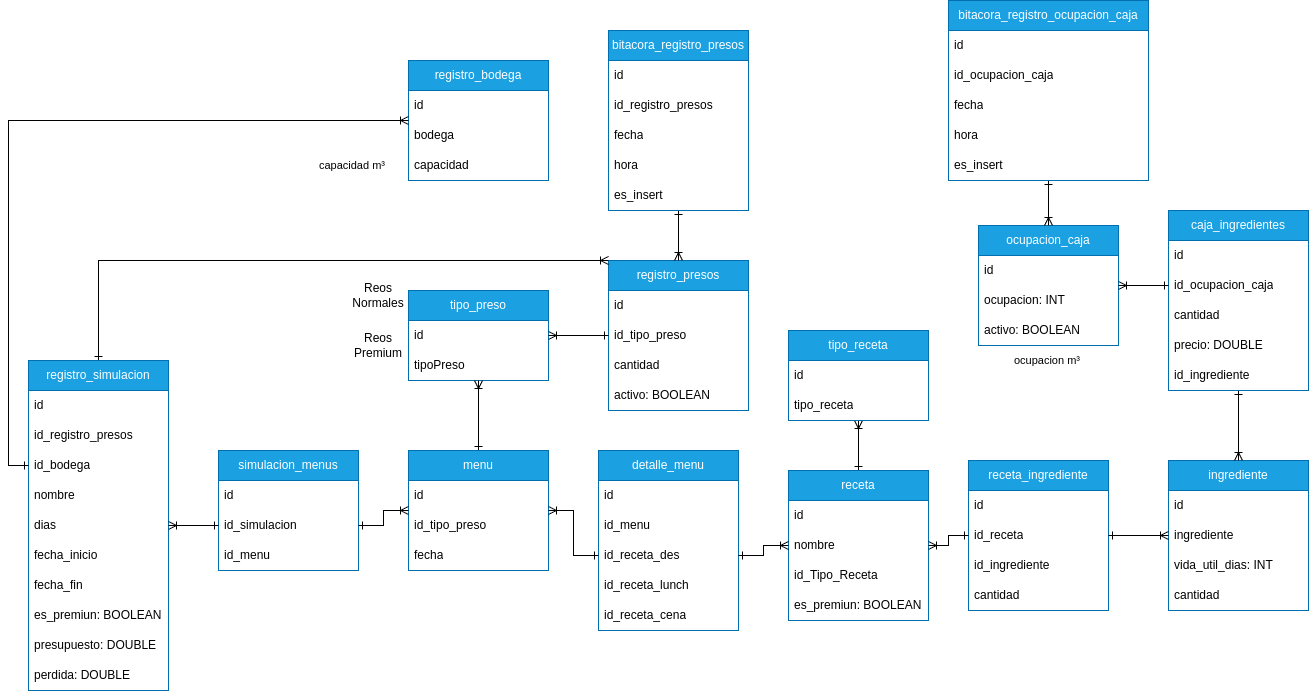 registro_bodega
id
bodega
capacidad
capacidad m³
bitacora_registro_presos
id
id_registro_presos
fecha
hora
es_insert
bitacora_registro_ocupacion_caja
id
id_ocupacion_caja
fecha
hora
es_insert
ocupacion_caja
id
ocupacion: INT
activo: BOOLEAN
ocupacion m³
caja_ingredientes
id
id_ocupacion_caja
cantidad
precio: DOUBLE
id_ingrediente
registro_presos
id
id_tipo_preso
cantidad
activo: BOOLEAN
Reos
Normales
Reos
Premium
tipo_preso
id
tipoPreso
tipo_receta
id
tipo_receta
registro_simulacion
id
id_registro_presos
id_bodega
nombre
dias
fecha_inicio
fecha_fin
es_premiun: BOOLEAN
presupuesto: DOUBLE
perdida: DOUBLE
simulacion_menus
id
id_simulacion
id_menu
menu
id
id_tipo_preso
fecha
detalle_menu
id
id_menu
id_receta_des
id_receta_lunch
id_receta_cena
receta
id
nombre
id_Tipo_Receta
es_premiun: BOOLEAN
receta_ingrediente
id
id_receta
id_ingrediente
cantidad
ingrediente
id
ingrediente
vida_util_dias: INT
cantidad